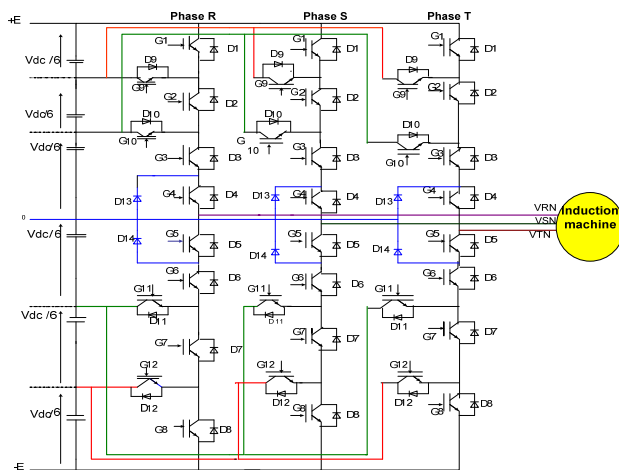 Phase R Phase S Phase T
+E
G1 D1 G1 D1 G1 D1
Vdc /6 D9 D9 D9
G9 G9 G9
G2 D2 G2 D2 G2 D2
Vdc/6 D10 D10 D10
G10 G 10 G10
Vdc/6 G3 D3 G3 D3 G3 D3
D13 G4 D4 D13 G4 D4 D13 G4 D4
0 VRN Induction machine
VSN
VTN
Vdc/6 D14 G5 D5 D14 G5 D5 D14 G5 D5
G6 D6 G6 D6 G6 D6
G11 G11 G11
D11 D11 D11
Vdc /6 G7 D7 G7 D7 G7 D7
G12 G12 G12
D12 D12 D12
Vdc/6 G8 D8 G8 D8 G8 D8
-E